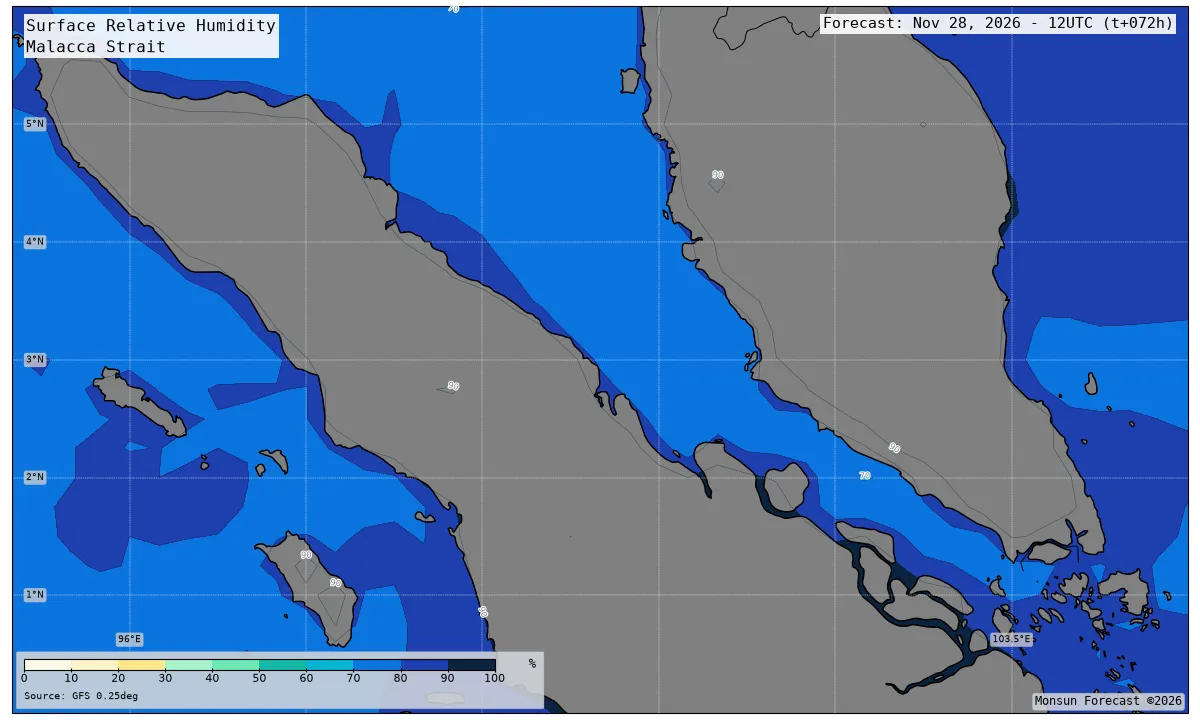 70
Surface Relative Humidity
Malacca Strait
Forecast: Nov 28, 2026 - 12UTC (t+072h)
5°N
90
4°N
3°N
90
90
70
2°N
90
90
1°N
90
96°E
103.5°E
%
0 10 20 30 40 50 60 70 80 90 100
Source: GFS 0.25deg
Monsun Forecast ©2026